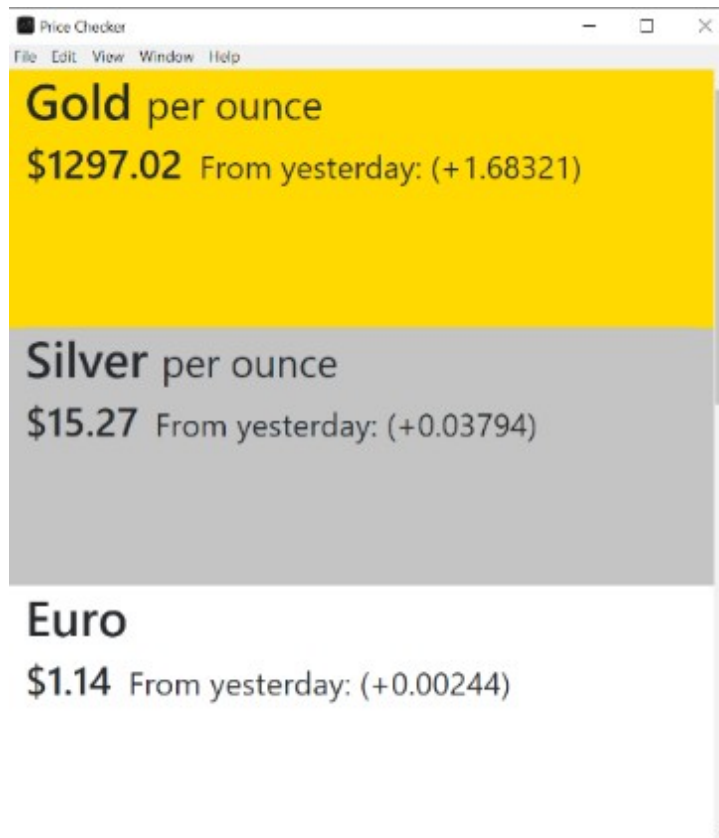 Price Checker
File Edit View Window Help
Gold per ounce
$1297.02 From yesterday: (+1.68321)
Silver per ounce
$15.27 From yesterday: (+0.03794)
Euro
$1.14 From yesterday: (+0.00244)